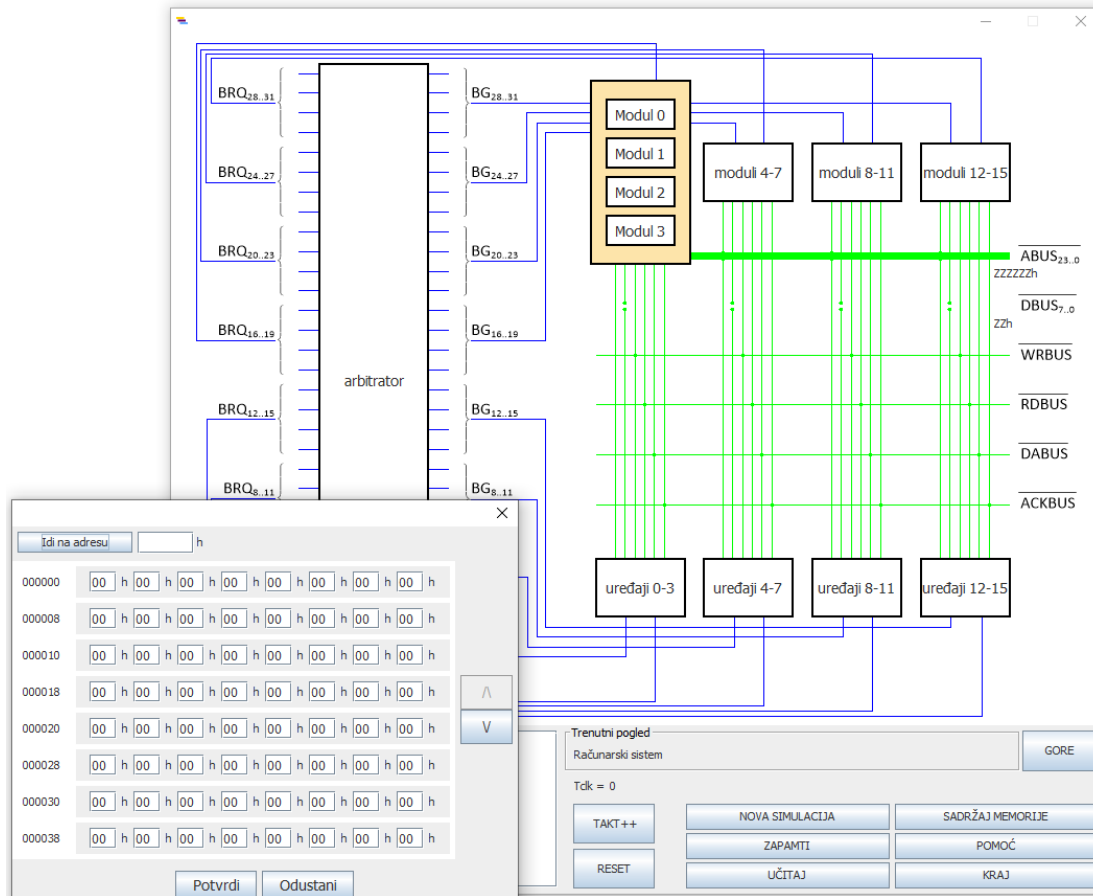 BRQ28..31
BG28..31
Modul 0
Modul 1
Modul 2
Modul 3
moduli 4-7
moduli 8-11
moduli 12-15
BRQ24..27
BG24..27
BRQ20..23
BG20..23
ABUS23..0
ZZZZZZh
DBUS7..0
ZZh
BRQ16..19
BG16..19
WRBUS
arbitrator
RDBUS
BRQ12..15
BG12..15
DABUS
BRQ8..11
BG8..11
ACKBUS
uređaji 0-3
uređaji 4-7
uređaji 8-11
uređaji 12-15
Idi na adresu h
000000 00 h 00 h 00 h 00 h 00 h 00 h 00 h 00 h
000008 00 h 00 h 00 h 00 h 00 h 00 h 00 h 00 h
000010 00 h 00 h 00 h 00 h 00 h 00 h 00 h 00 h
000018 00 h 00 h 00 h 00 h 00 h 00 h 00 h 00 h
000020 00 h 00 h 00 h 00 h 00 h 00 h 00 h 00 h
000028 00 h 00 h 00 h 00 h 00 h 00 h 00 h 00 h
000030 00 h 00 h 00 h 00 h 00 h 00 h 00 h 00 h
000038 00 h 00 h 00 h 00 h 00 h 00 h 00 h 00 h
Λ
V
Potvrdi Odustani
Trenutni pogled
Računarski sistem
GORE
Tclk = 0
TAKT++
RESET
NOVA SIMULACIJA
SADRŽAJ MEMORIJE
ZAPAMTI
POMOĆ
UČITAJ
KRAJ